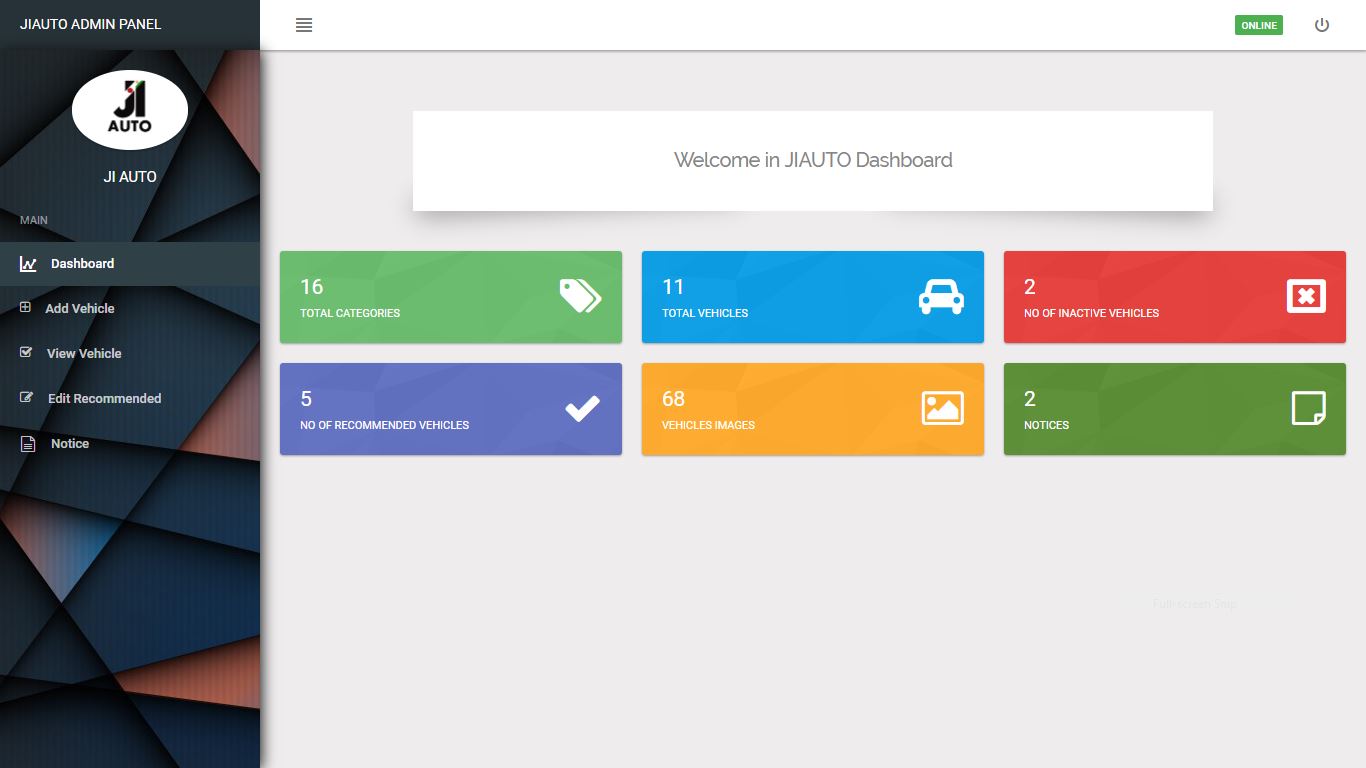 JIAUTO ADMIN PANEL
ONLINE
JI
AUTO
JI AUTO
MAIN
Dashboard
Add Vehicle
View Vehicle
Edit Recommended
Notice
Welcome in JIAUTO Dashboard
16
TOTAL CATEGORIES
11
TOTAL VEHICLES
2
NO OF INACTIVE VEHICLES
5
NO OF RECOMMENDED VEHICLES
68
VEHICLES IMAGES
2
NOTICES
Full-screen Snip